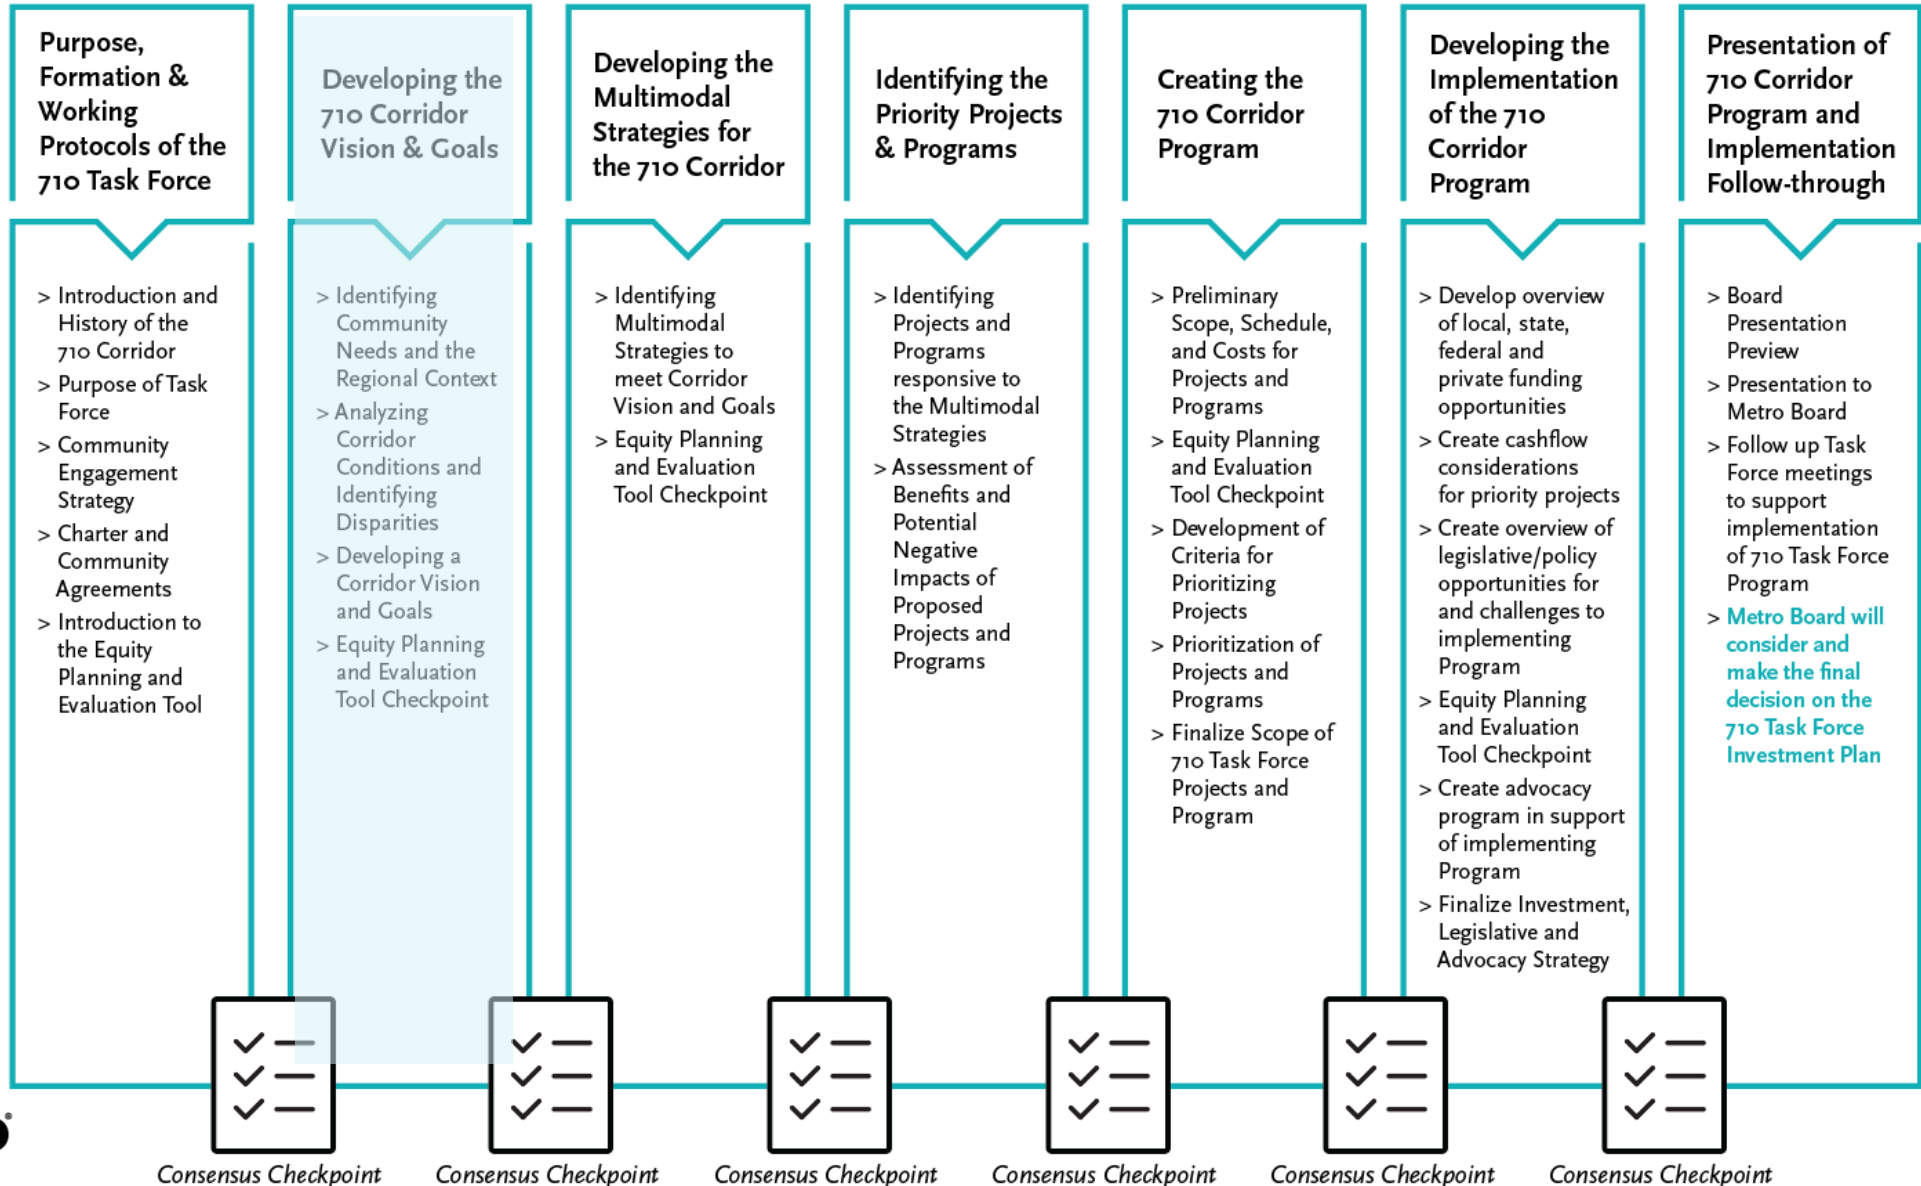 Purpose,
Formation &
Working
Protocols of the
710 Task Force
> Introduction and
History of the
710 Corridor
> Purpose of Task
Force
> Community
Engagement
Strategy
> Charter and
Community
Agreements
> Introduction to
the Equity
Planning and
Evaluation Tool
Developing the
710 Corridor
Vision & Goals
> Identifying
Community
Needs and the
Regional Context
> Analyzing
Corridor
Conditions and
Identifying
Disparities
> Developing a
Corridor Vision
and Goals
> Equity Planning
and Evaluation
Tool Checkpoint
Developing the
Multimodal
Strategies for
the 710 Corridor
> Identifying
Multimodal
Strategies to
meet Corridor
Vision and Goals
> Equity Planning
and Evaluation
Tool Checkpoint
Identifying the
Priority Projects
& Programs
> Identifying
Projects and
Programs
responsive to
the Multimodal
Strategies
> Assessment of
Benefits and
Potential
Negative
Impacts of
Proposed
Projects and
Programs
Creating the
710 Corridor
Program
> Preliminary
Scope, Schedule,
and Costs for
Projects and
Programs
> Equity Planning
and Evaluation
Tool Checkpoint
> Development of
Criteria for
Prioritizing
Projects
> Prioritization of
Projects and
Programs
> Finalize Scope of
710 Task Force
Projects and
Program
Developing the
Implementation
of the 710
Corridor
Program
> Develop overview
of local, state,
federal and
private funding
opportunities
> Create cashflow
considerations
for priority projects
> Create overview of
legislative/policy
opportunities for
and challenges to
implementing
Program
> Equity Planning
and Evaluation
Tool Checkpoint
> Create advocacy
program in support
of implementing
Program
> Finalize Investment,
Legislative and
Advocacy Strategy
Presentation of
710 Corridor
Program and
Implementation
Follow-through
> Board
Presentation
Preview
> Presentation to
Metro Board
> Follow up Task
Force meetings
to support
implementation
of 710 Task Force
Program
> Metro Board will
consider and
make the final
decision on the
710 Task Force
Investment Plan
Consensus Checkpoint
Consensus Checkpoint
Consensus Checkpoint
Consensus Checkpoint
Consensus Checkpoint
Consensus Checkpoint